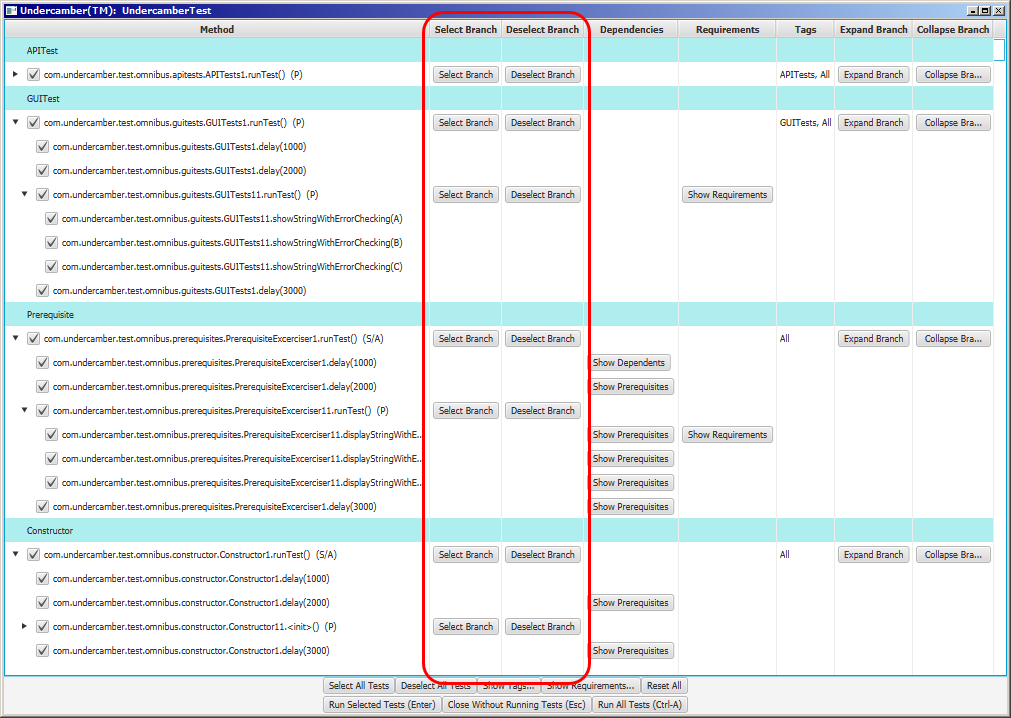 Undercamber(TM): UndercamberTest
Method Select Branch Deselect Branch Dependencies Requirements Tags Expand Branch Collapse Branch
APITest
com.undercamber.test.omnibus.apitests.APITests1.runTest() (P) Select Branch Deselect Branch APITests, All Expand Branch Collapse Bra...
GUITest
com.undercamber.test.omnibus.guitests.GUITests1.runTest() (P) Select Branch Deselect Branch GUITests, All Expand Branch Collapse Bra...
com.undercamber.test.omnibus.guitests.GUITests1.delay(1000)
com.undercamber.test.omnibus.guitests.GUITests1.delay(2000)
com.undercamber.test.omnibus.guitests.GUITests11.runTest() (P) Select Branch Deselect Branch Show Requirements
com.undercamber.test.omnibus.guitests.GUITests11.showStringWithErrorChecking(A)
com.undercamber.test.omnibus.guitests.GUITests11.showStringWithErrorChecking(B)
com.undercamber.test.omnibus.guitests.GUITests11.showStringWithErrorChecking(C)
com.undercamber.test.omnibus.guitests.GUITests1.delay(3000)
Prerequisite
com.undercamber.test.omnibus.prerequisites.PrerequisiteExcerciser1.runTest() (S/A) Select Branch Deselect Branch All Expand Branch Collapse Bra...
com.undercamber.test.omnibus.prerequisites.PrerequisiteExcerciser1.delay(1000) Show Dependents
com.undercamber.test.omnibus.prerequisites.PrerequisiteExcerciser1.delay(2000) Show Prerequisites
com.undercamber.test.omnibus.prerequisites.PrerequisiteExcerciser11.runTest() (P) Select Branch Deselect Branch
com.undercamber.test.omnibus.prerequisites.PrerequisiteExcerciser11.displayStringWithE... Show Prerequisites Show Requirements
com.undercamber.test.omnibus.prerequisites.PrerequisiteExcerciser11.displayStringWithE... Show Prerequisites
com.undercamber.test.omnibus.prerequisites.PrerequisiteExcerciser11.displayStringWithE... Show Prerequisites
com.undercamber.test.omnibus.prerequisites.PrerequisiteExcerciser1.delay(3000) Show Prerequisites
Constructor
com.undercamber.test.omnibus.constructor.Constructor1.runTest() (S/A) Select Branch Deselect Branch All Expand Branch Collapse Bra...
com.undercamber.test.omnibus.constructor.Constructor1.delay(1000)
com.undercamber.test.omnibus.constructor.Constructor1.delay(2000) Show Prerequisites
com.undercamber.test.omnibus.constructor.Constructor11.<init>() (P) Select Branch Deselect Branch
com.undercamber.test.omnibus.constructor.Constructor1.delay(3000) Show Prerequisites
Select All Tests Deselect All Tests Show Tags... Show Requirements... Reset All
Run Selected Tests (Enter) Close Without Running Tests (Esc) Run All Tests (Ctrl-A)